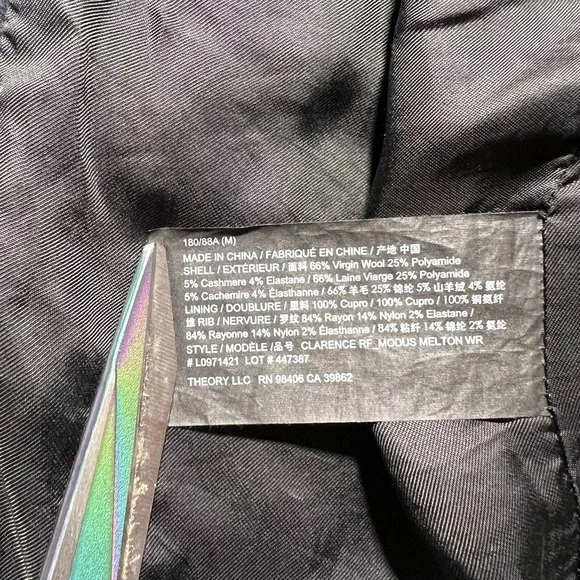 180/88A (M)
MADE IN CHINA / FABRIQUÉ EN CHINE / 产地 中国
SHELL / EXTÉRIEUR / 面料 66% Virgin Wool 25% Polyamide
5% Cashmere 4% Elastane / 66% Laine Vierge 25% Polyamide
5% Cachemire 4% Élasthanne / 66% 羊毛 25% 锦纶 5% 山羊绒 4% 氨纶
LINING / DOUBLURE / 里料 100% Cupro / 100% Cupro / 100% 铜氨纤
维 RIB / NERVURE / 罗纹 84% Rayon 14% Nylon 2% Elastane /
84% Rayonne 14% Nylon 2% Élasthanne / 84% 粘纤 14% 锦纶 2% 氨纶
STYLE / MODÈLE / 品号 CLARENCE RF_MODUS MELTON WR
# L0971421 LOT # 447387
THEORY LLC RN 98406 CA 39862